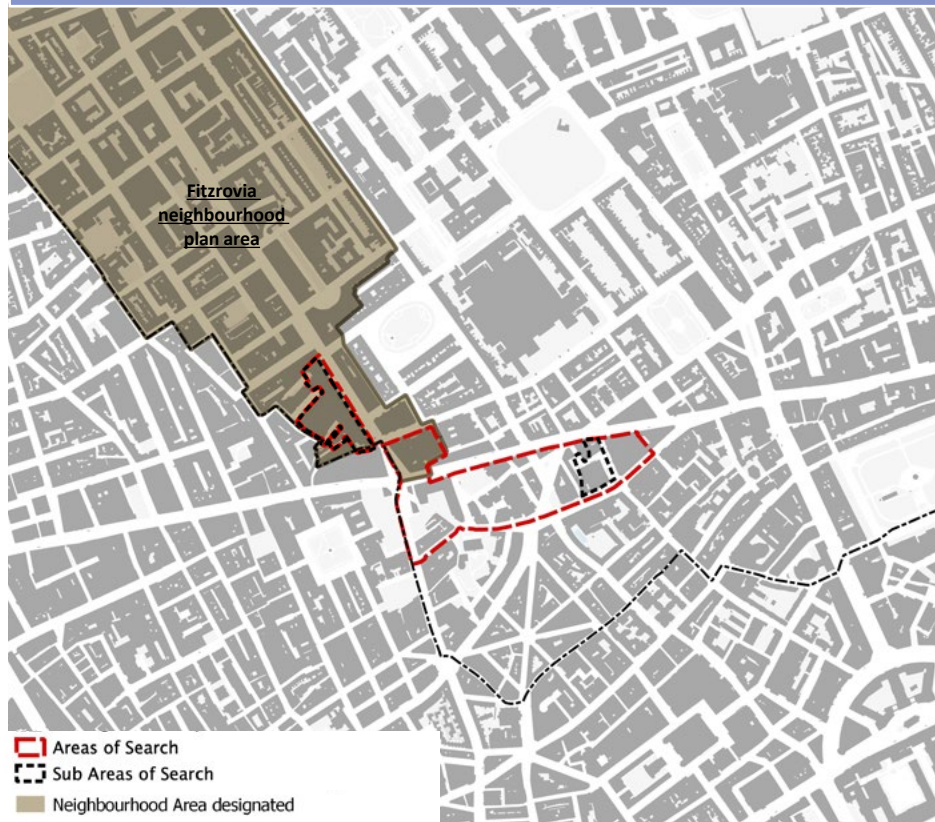 Fitzrovia
neighbourhood
plan area
Areas of Search
Sub Areas of Search
Neighbourhood Area designated